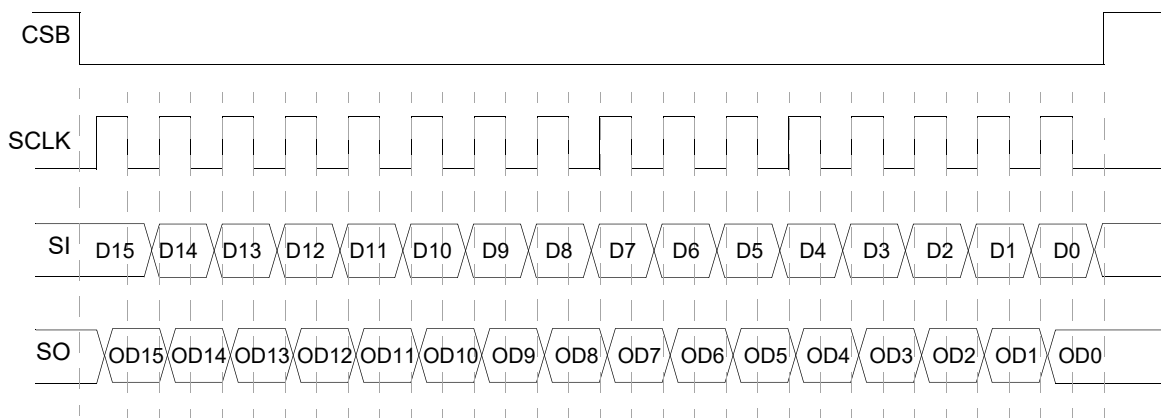 CSB
SCLK
SI D15 D14 D13 D12 D11 D10 D9 D8 D7 D6 D5 D4 D3 D2 D1 D0
SO OD15 OD14 OD13 OD12 OD11 OD10 OD9 OD8 OD7 OD6 OD5 OD4 OD3 OD2 OD1 OD0